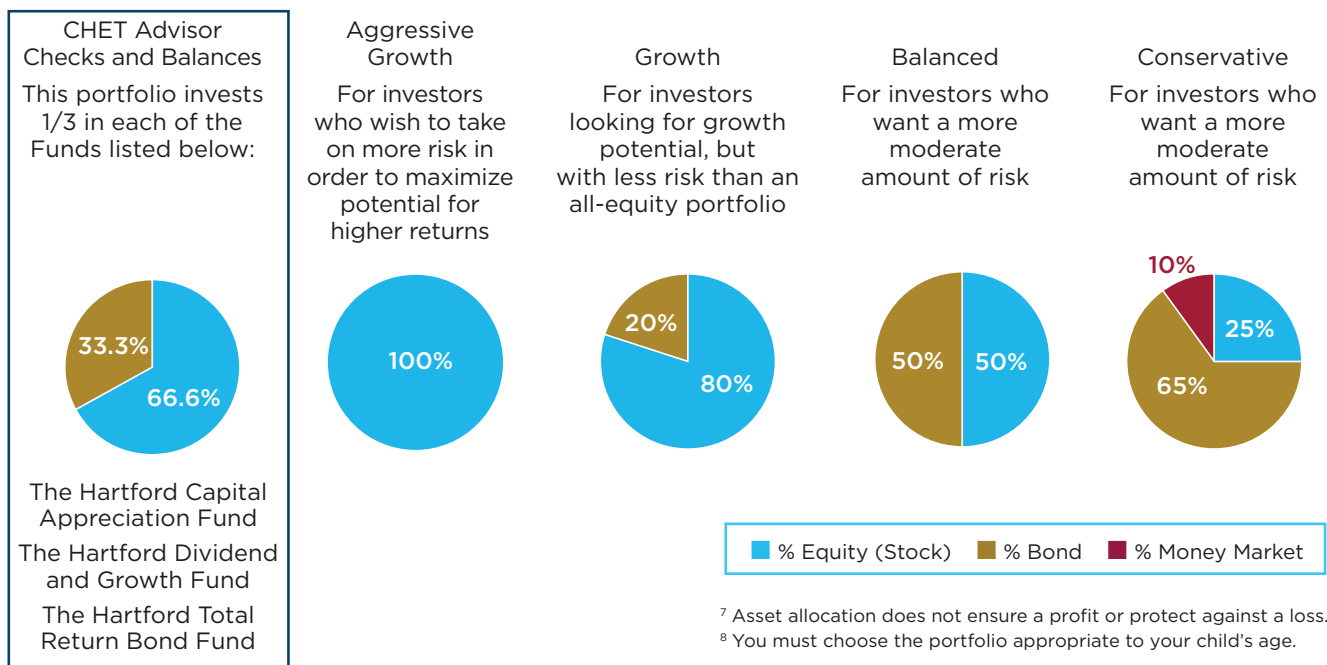 CHET Advisor
Checks and Balances
This portfolio invests
1/3 in each of the
Funds listed below:
33.3%
66.6%
The Hartford Capital
Appreciation Fund
The Hartford Dividend
and Growth Fund
The Hartford Total
Return Bond Fund
Aggressive
Growth
For investors
who wish to take
on more risk in
order to maximize
potential for
higher returns
100%
Growth
For investors
looking for growth
potential, but
with less risk than an
all-equity portfolio
20%
80%
Balanced
For investors who
want a more
moderate
amount of risk
50%
50%
Conservative
For investors who
want a more
moderate
amount of risk
10%
25%
65%
% Equity (Stock) % Bond % Money Market
⁷ Asset allocation does not ensure a profit or protect against a loss.
⁸ You must choose the portfolio appropriate to your child’s age.